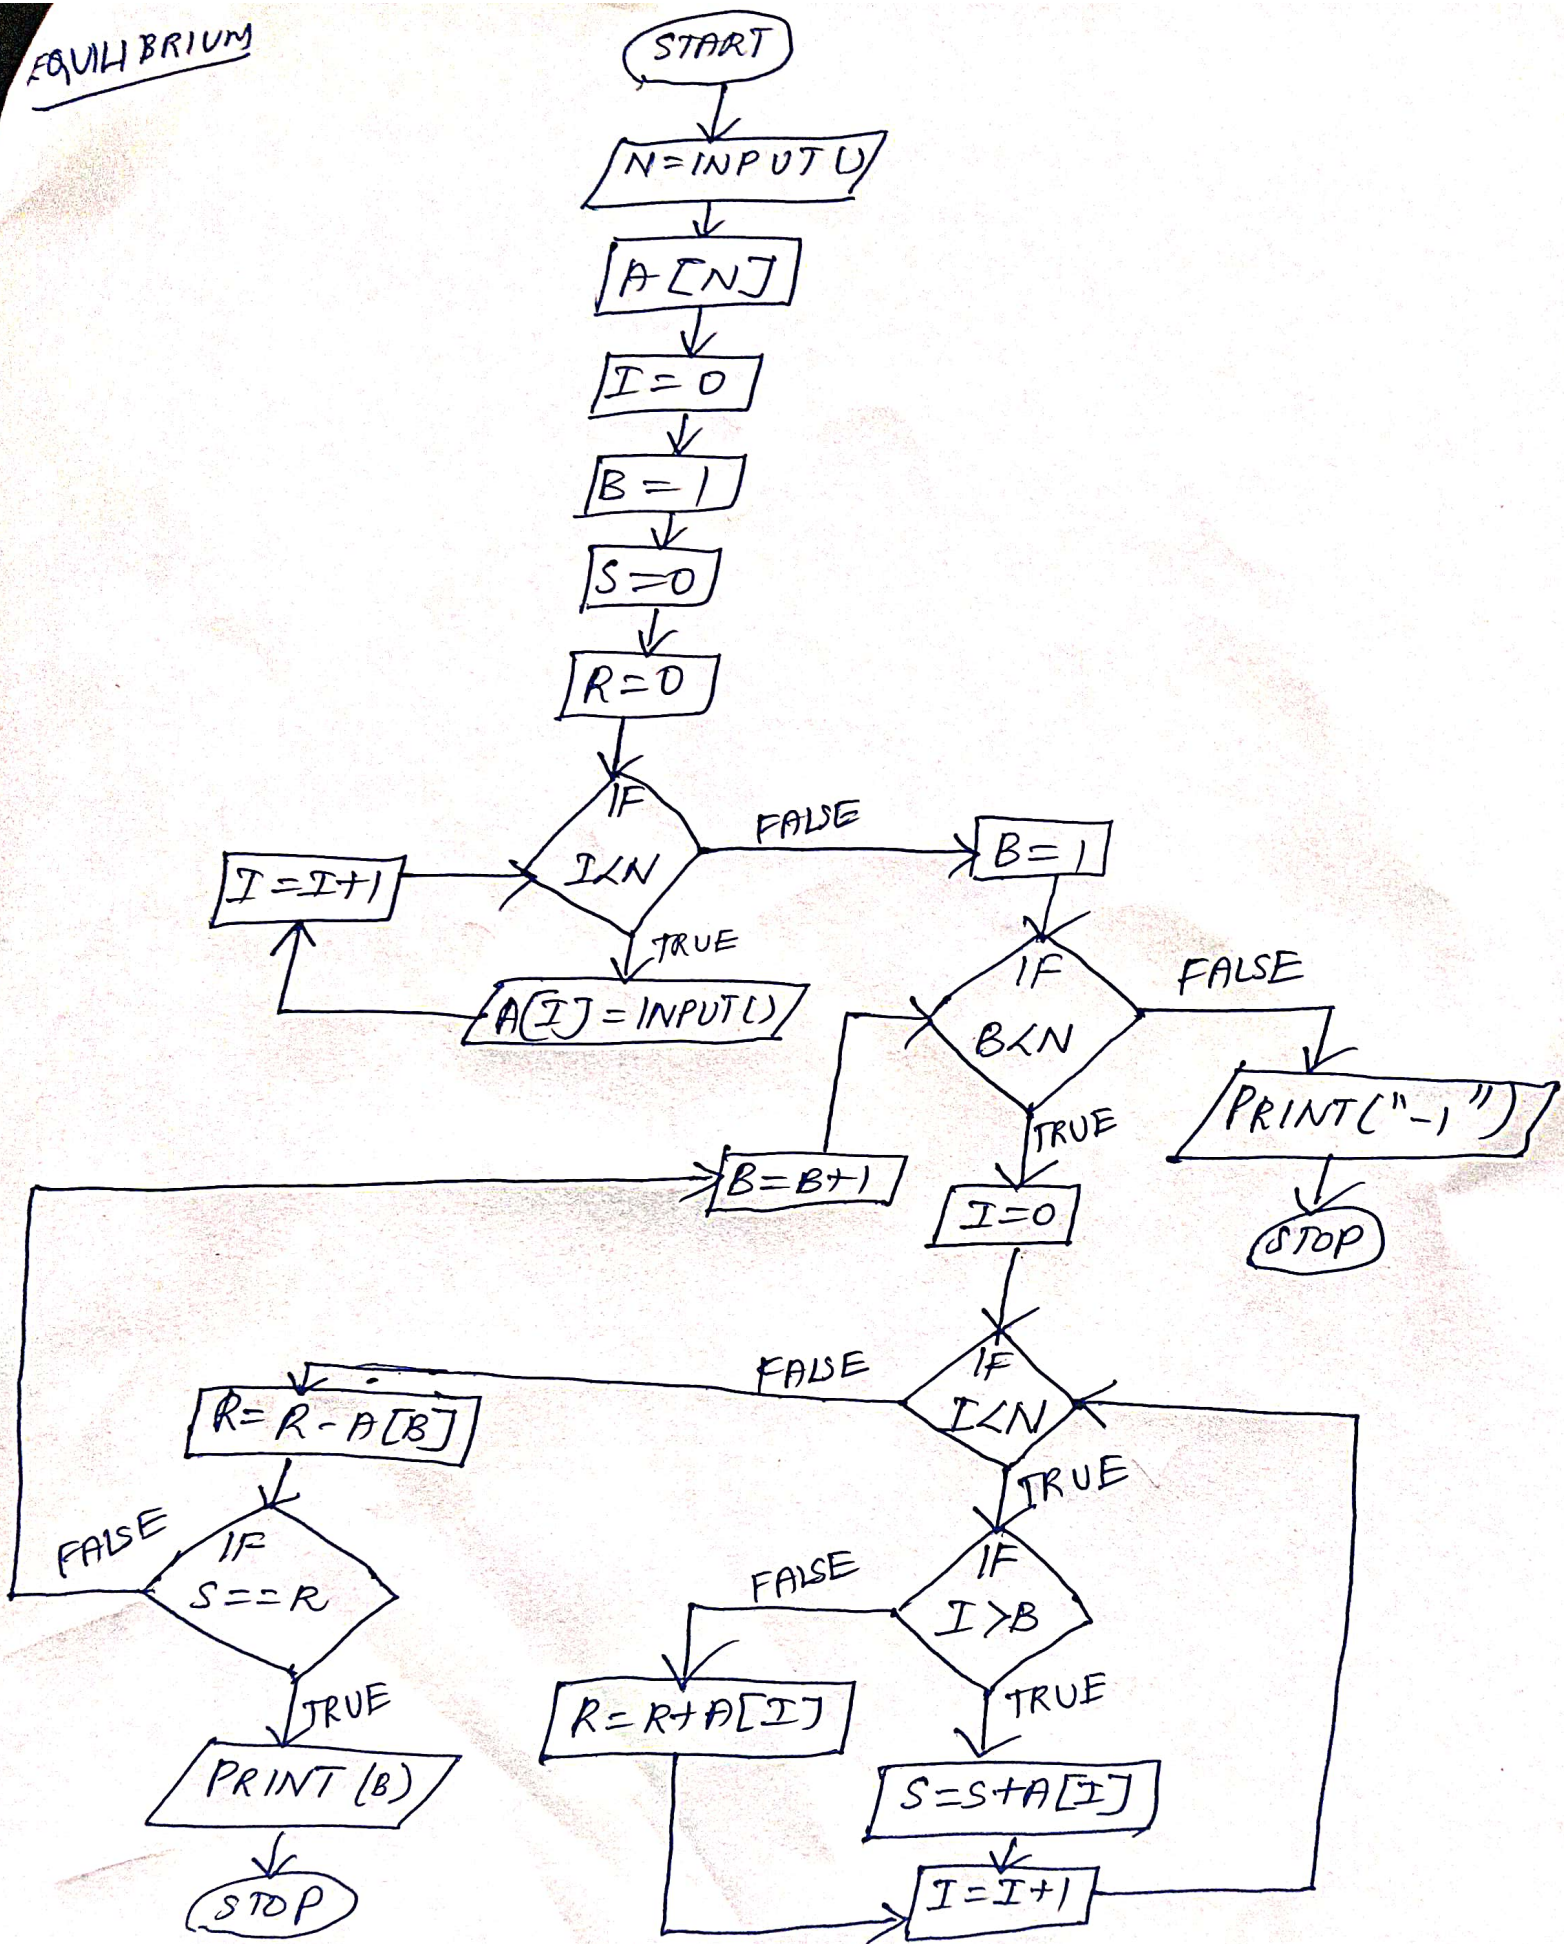 EQUILIBRIUM
START
N=INPUT()
A[N]
I=0
B=1
S=0
R=0
IF
I<N
FALSE
B=1
I=I+1
TRUE
A[I]=INPUT()
IF
B<N
FALSE
PRINT("-1")
STOP
TRUE
B=B+1
I=0
IF
I<N
FALSE
R=R-A[B]
TRUE
IF
S==R
FALSE
IF
I>B
FALSE
TRUE
PRINT(B)
STOP
R=R+A[I]
TRUE
S=S+A[I]
I=I+1